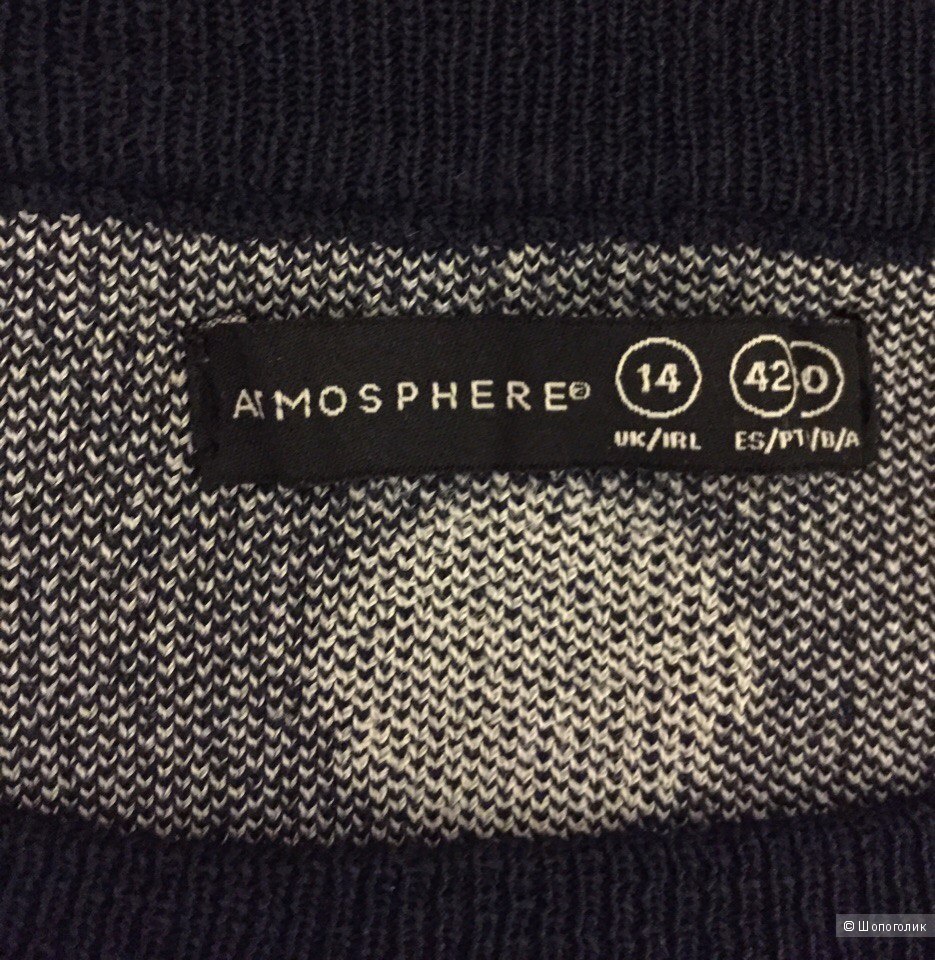 ATMOSPHERE®
14
UK/IRL
42
ES/PT/B/A
© Шопоголик